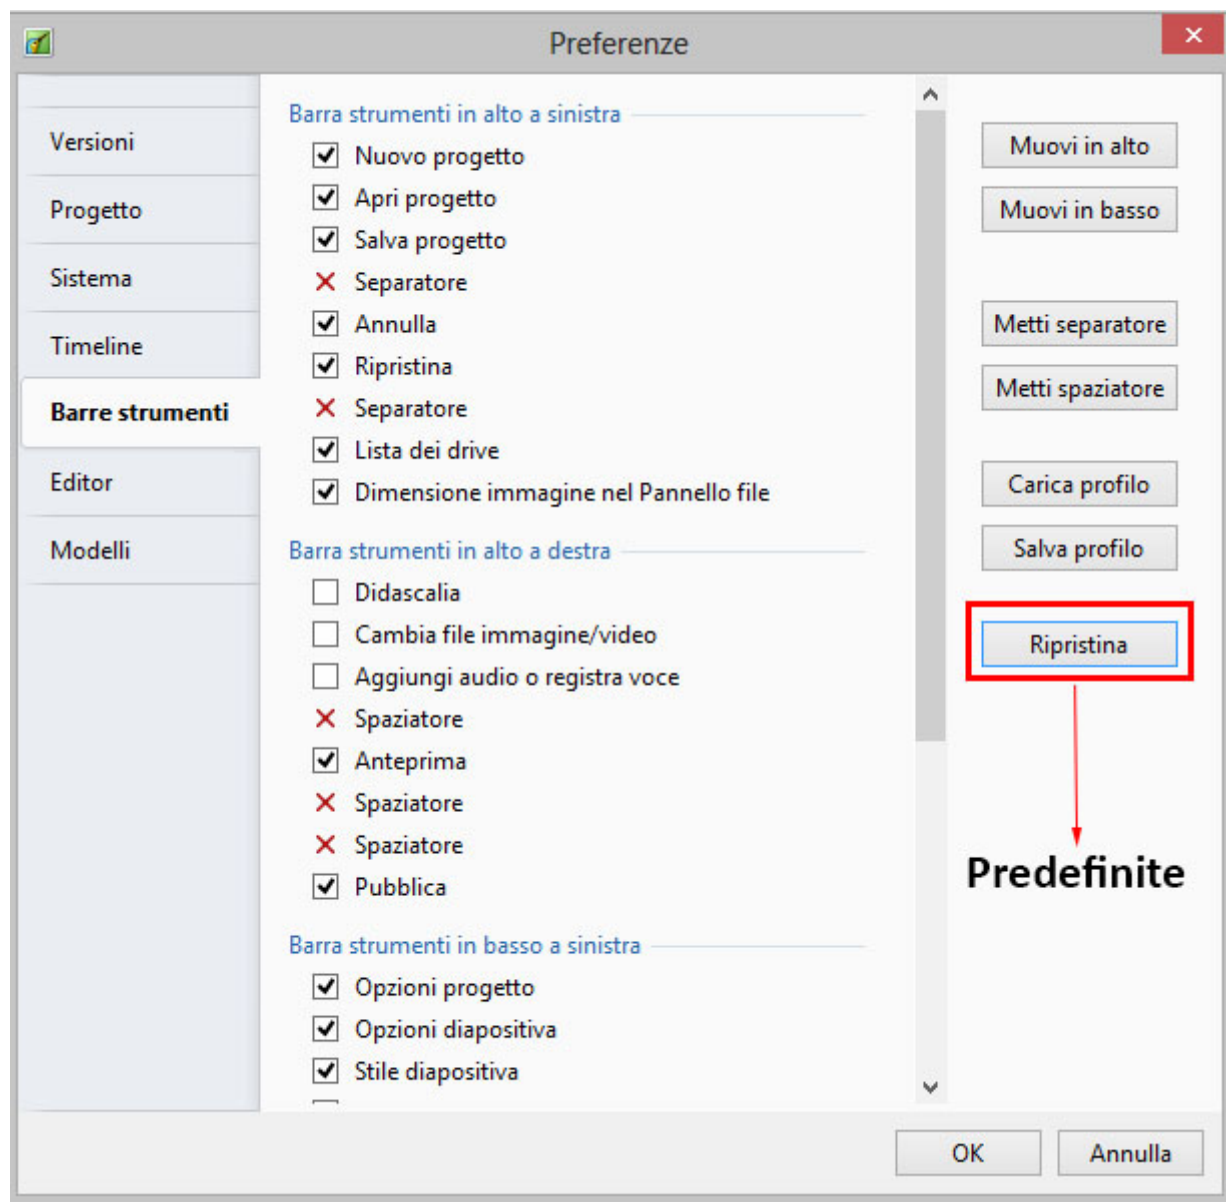 Preferenze
Versioni
Progetto
Sistema
Timeline
Barre strumenti
Editor
Modelli
Barra strumenti in alto a sinistra
Nuovo progetto
Apri progetto
Salva progetto
Separatore
Annulla
Ripristina
Separatore
Lista dei drive
Dimensione immagine nel Pannello file
Barra strumenti in alto a destra
Didascalia
Cambia file immagine/video
Aggiungi audio o registra voce
Spaziatore
Anteprima
Spaziatore
Spaziatore
Pubblica
Barra strumenti in basso a sinistra
Opzioni progetto
Opzioni diapositiva
Stile diapositiva
Muovi in alto
Muovi in basso
Metti separatore
Metti spaziatore
Carica profilo
Salva profilo
Ripristina
Predefinite
OK
Annulla